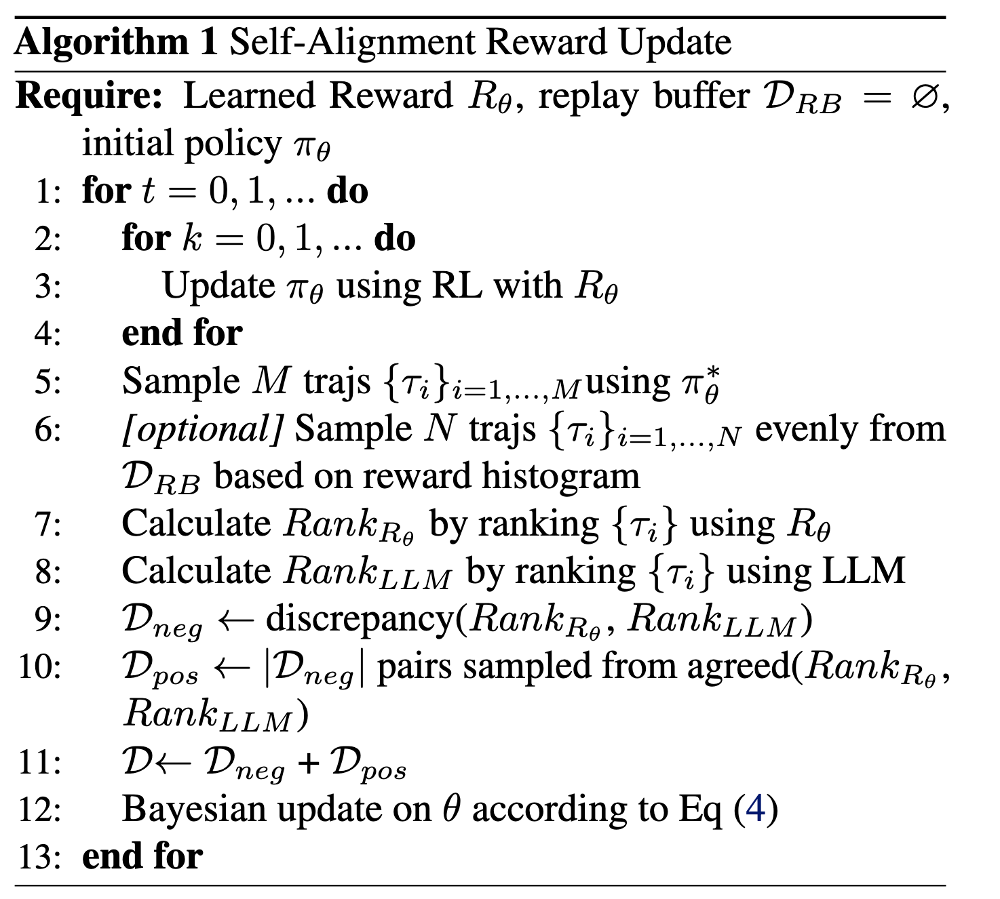 Algorithm 1 Self-Alignment Reward Update
Require: Learned Reward $R_\theta$, replay buffer $\mathcal{D}_{RB} = \varnothing$,
initial policy $\pi_\theta$
1: for $t = 0, 1, ...$ do
2: for $k = 0, 1, ...$ do
3: Update $\pi_\theta$ using RL with $R_\theta$
4: end for
5: Sample $M$ trajs $\{\tau_i\}_{i=1,...,M}$using $\pi_\theta^*$
6: [optional] Sample $N$ trajs $\{\tau_i\}_{i=1,...,N}$ evenly from
$\mathcal{D}_{RB}$ based on reward histogram
7: Calculate $Rank_{R_\theta}$ by ranking $\{\tau_i\}$ using $R_\theta$
8: Calculate $Rank_{LLM}$ by ranking $\{\tau_i\}$ using LLM
9: $\mathcal{D}_{neg} \leftarrow$ discrepancy($Rank_{R_\theta}$, $Rank_{LLM}$)
10: $\mathcal{D}_{pos} \leftarrow |\mathcal{D}_{neg}|$ pairs sampled from agreed($Rank_{R_\theta}$,
$Rank_{LLM}$)
11: $\mathcal{D} \leftarrow \mathcal{D}_{neg} + \mathcal{D}_{pos}$
12: Bayesian update on $\theta$ according to Eq (4)
13: end for